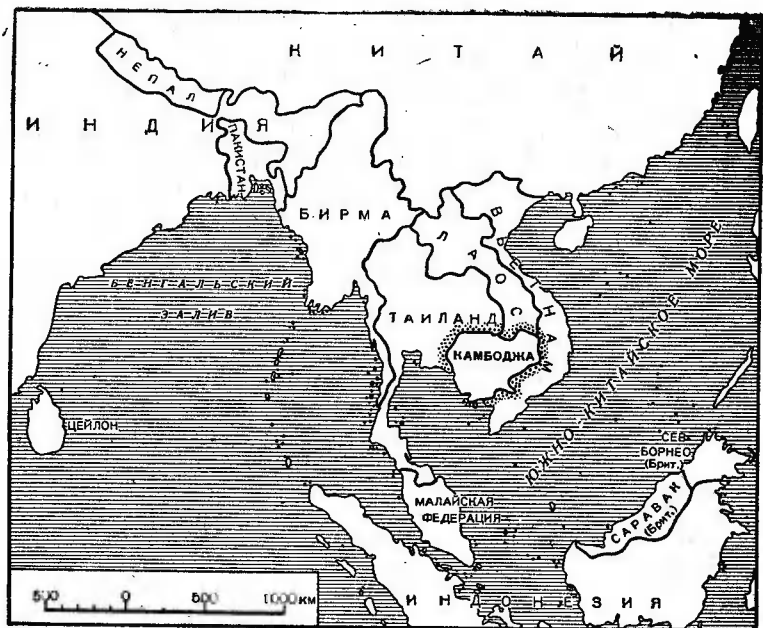 КИТАЙ
НЕПАЛ
ИНДИЯ
ПАКИСТАН
БИРМА
ВЬЕТНАМ
ЛАОС
БЕНГАЛЬСКИЙ
ЗАЛИВ
ТАИЛАНД
КАМБОДЖА
ЮЖНО-КИТАЙСКОЕ МОРЕ
ЦЕЙЛОН
СЕВ.
БОРНЕО
(Брит.)
МАЛАЙСКАЯ
ФЕДЕРАЦИЯ
САРАВАК
(Брит.)
ИНДОНЕЗИЯ
500 0 500 1000 КМ